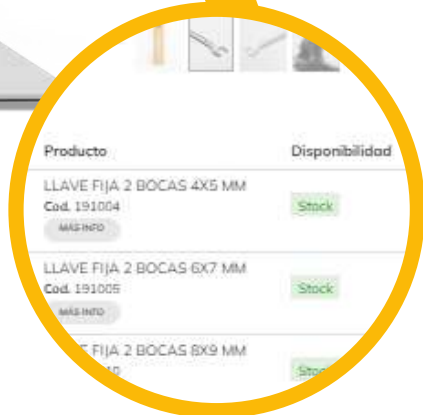 Producto Disponibilidad
LLAVE FIJA 2 BOCAS 4X5 MM
Cod. 191004 Stock
MÁS INFO
LLAVE FIJA 2 BOCAS 6X7 MM
Cod. 191005 Stock
MÁS INFO
FIJA 2 BOCAS 8X9 MM